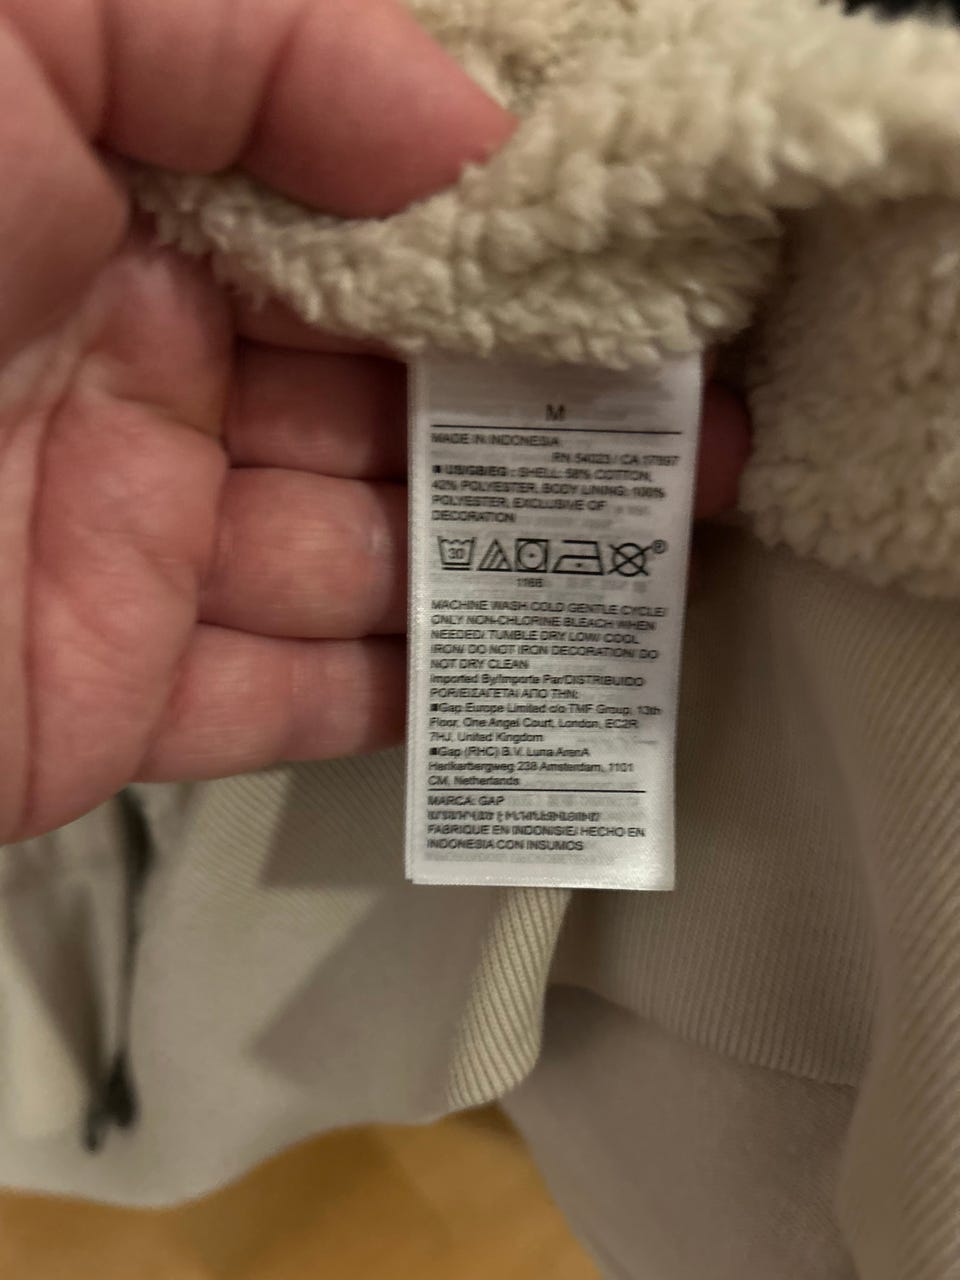 M
MADE IN INDONESIA
RN 54023 / CA 17897
■ US/GB/EG : SHELL: 58% COTTON,
42% POLYESTER, BODY LINING: 100%
POLYESTER, EXCLUSIVE OF
DECORATION
30
P
1166
MACHINE WASH COLD GENTLE CYCLE/
ONLY NON-CHLORINE BLEACH WHEN
NEEDED/ TUMBLE DRY LOW/ COOL
IRON/ DO NOT IRON DECORATION/ DO
NOT DRY CLEAN
Imported By/Importe Par/DISTRIBUIDO
POR/ΕΙΣΑΓΕΤΑΙ ΑΠΟ ΤΗΝ:
■Gap Europe Limited c/o TMF Group, 13th
Floor, One Angel Court, London, EC2R
7HJ, United Kingdom
■Gap (RHC) B.V. Luna ArenA
Herikerbergweg 238 Amsterdam, 1101
CM, Netherlands
MARCA: GAP
FABRIQUE EN INDONISIE/ HECHO EN
INDONESIA CON INSUMOS